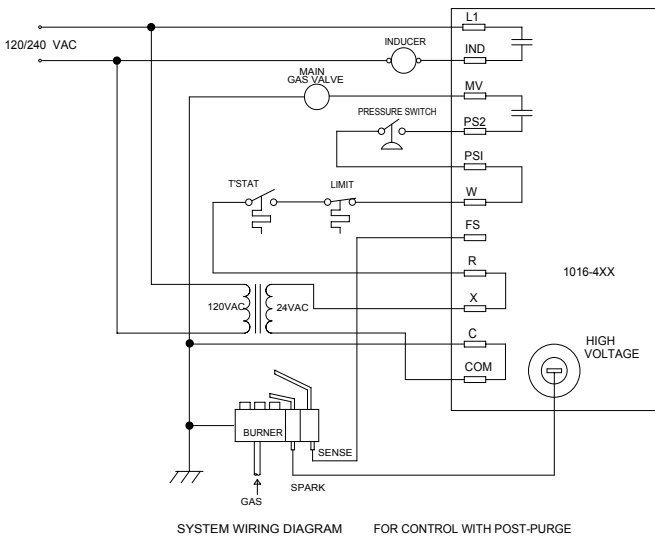 L1
120/240 VAC
INDUCER
IND
MAIN
GAS VALVE
MV
PRESSURE SWITCH
PS2
PSI
T'STAT
LIMIT
W
FS
R
1016-4XX
X
120VAC
24VAC
C
HIGH
VOLTAGE
COM
BURNER
SENSE
SPARK
GAS
SYSTEM WIRING DIAGRAM FOR CONTROL WITH POST-PURGE